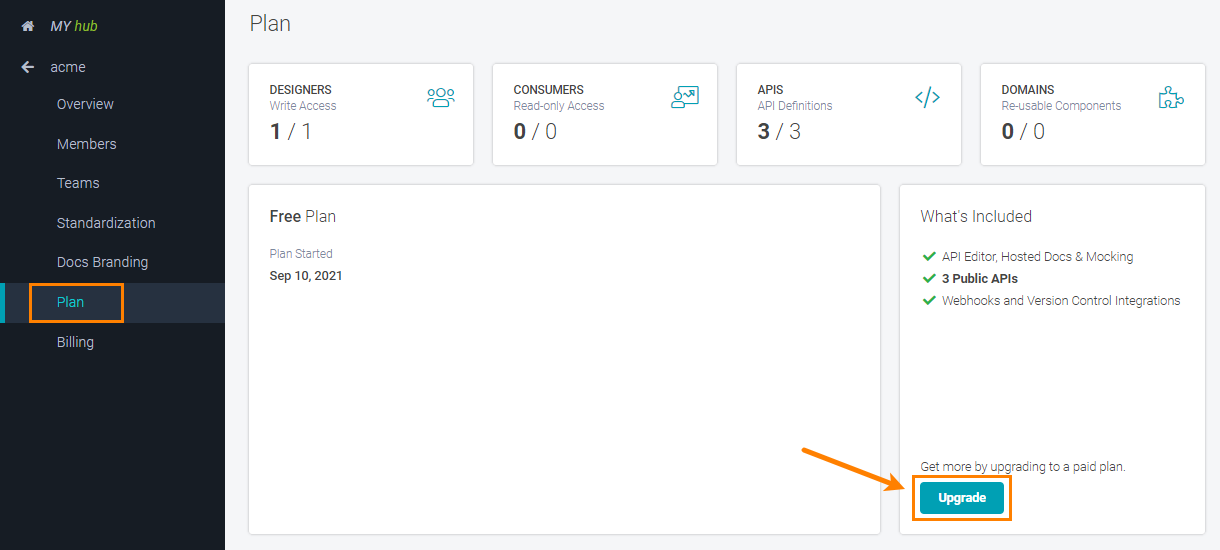 MY hub
acme
Overview
Members
Teams
Standardization
Docs Branding
Plan
Billing
Plan
DESIGNERS
Write Access
1 / 1
CONSUMERS
Read-only Access
0 / 0
APIS
API Definitions
3 / 3
DOMAINS
Re-usable Components
0 / 0
Free Plan
Plan Started
Sep 10, 2021
What's Included
API Editor, Hosted Docs & Mocking
3 Public APIs
Webhooks and Version Control Integrations
Get more by upgrading to a paid plan.
Upgrade